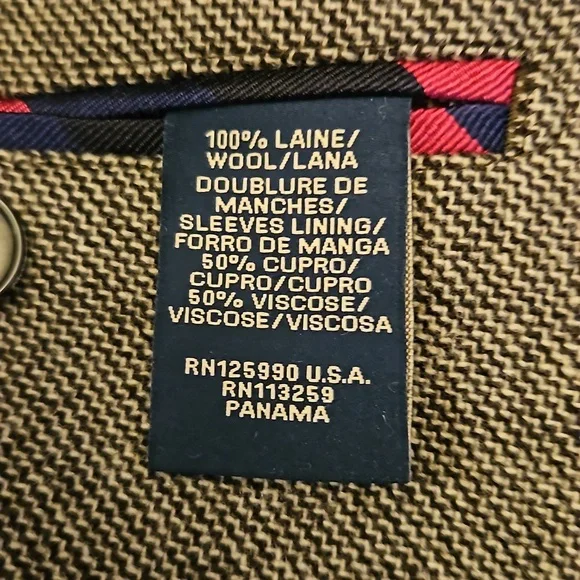 100% LAINE/
WOOL/LANA
DOUBLURE DE
MANCHES/
SLEEVES LINING/
FORRO DE MANGA
50% CUPRO/
CUPRO/CUPRO
50% VISCOSE/
VISCOSE/VISCOSA
RN125990 U.S.A.
RN113259
PANAMA